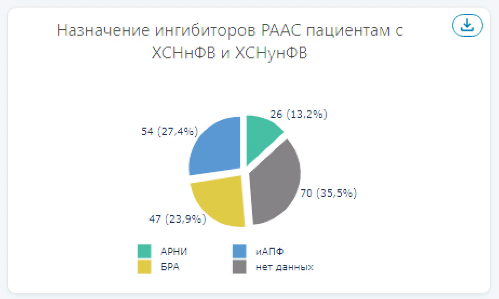 Назначение ингибиторов РААС пациентам с
ХСНнФВ и ХСНунФВ
26 (13,2%)
54 (27,4%)
70 (35,5%)
47 (23,9%)
АРНИ
иАПФ
БРА
нет данных